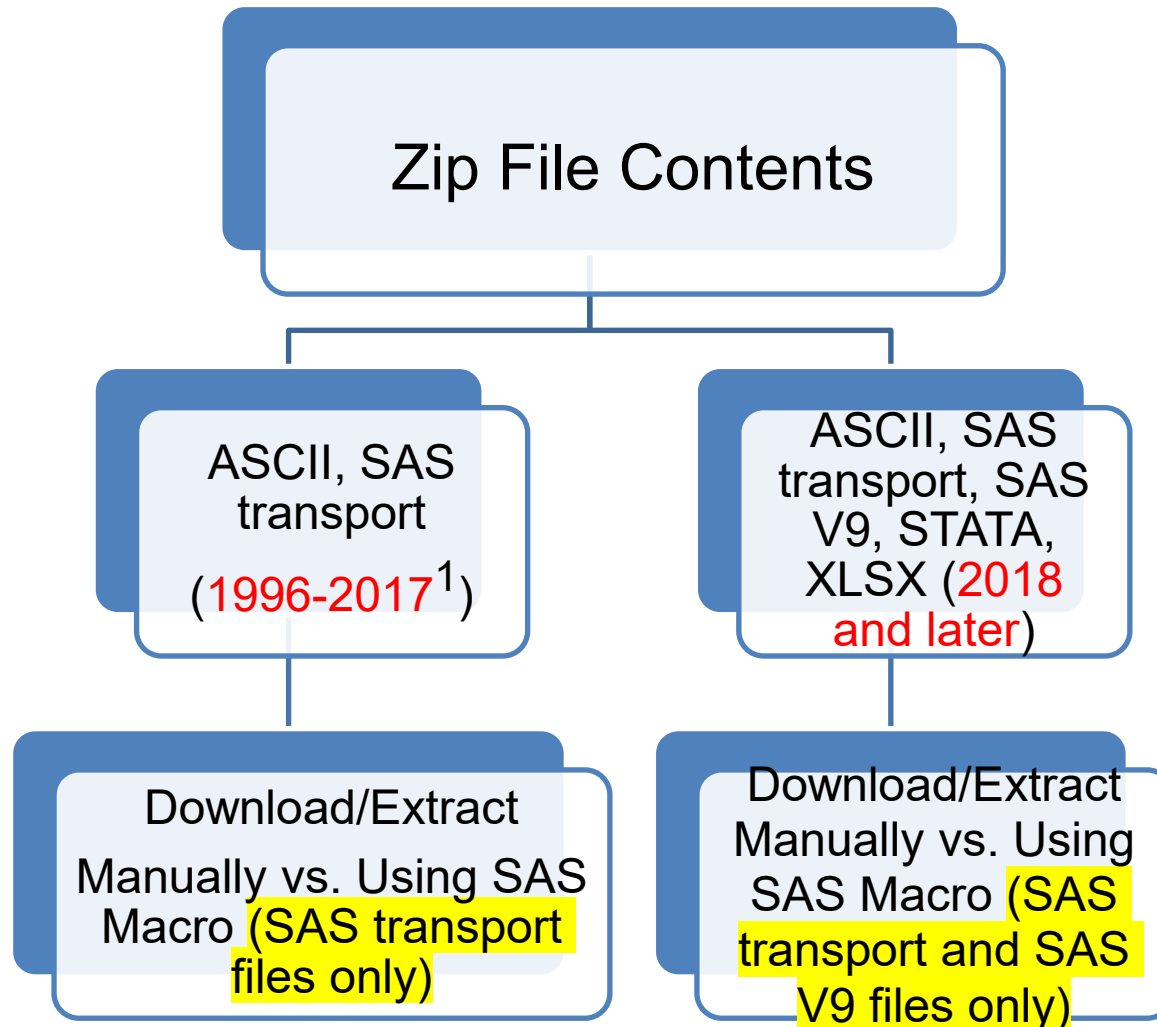 Zip File Contents
ASCII, SAS
transport
(1996-2017¹)
ASCII, SAS
transport, SAS
V9, STATA,
XLSX (2018
and later)
Download/Extract
Manually vs. Using SAS
Macro (SAS transport
files only)
Download/Extract
Manually vs. Using
SAS Macro (SAS
transport and SAS
V9 files only)